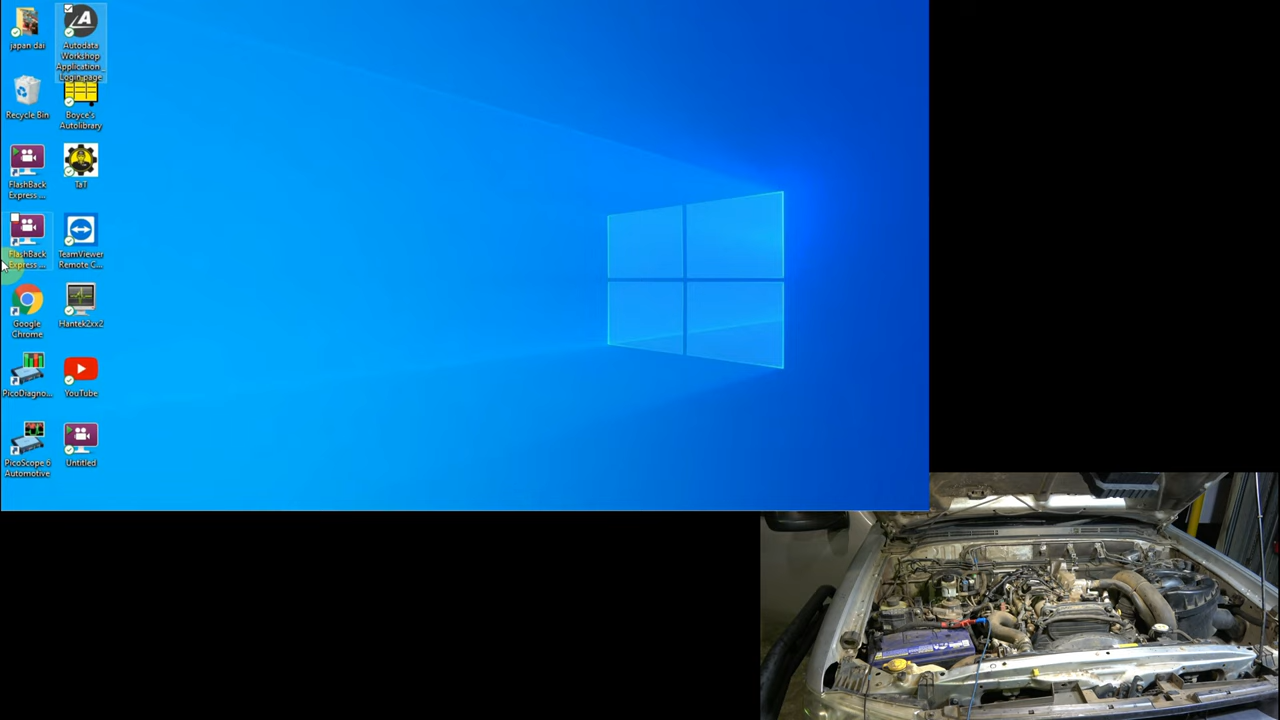 japan dai
Autodata
Workshop
Application_
Login page
Recycle Bin
Boyce's
Autolibrary
FlashBack
Express ...
TaT
FlashBack
Express ...
TeamViewer
Remote C...
Google
Chrome
Hantek2xx2
PicoDiagno...
YouTube
PicoScope 6
Automotive
Untitled